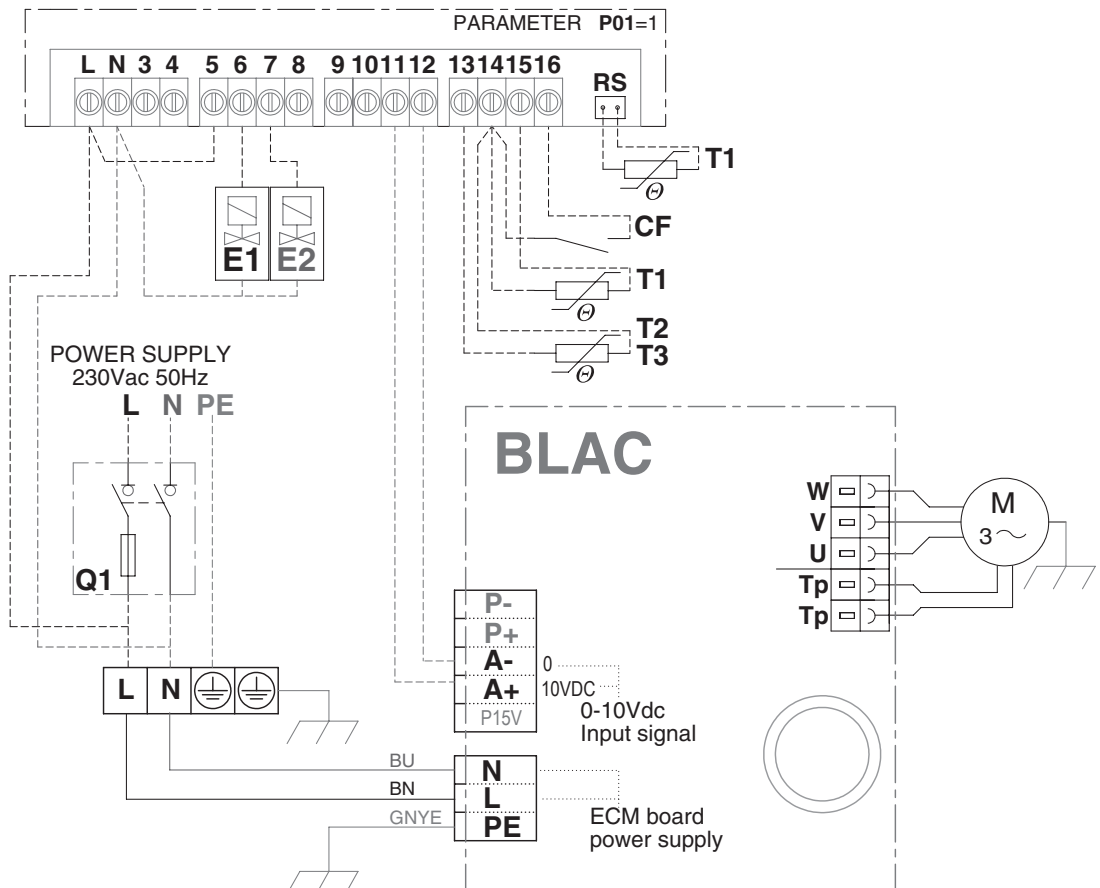 PARAMETER P01=1
L N 3 4 5 6 7 8 9 10 11 12 13 14 15 16
RS
T1
CF
E1 E2
T1
Θ
Θ
T2
T3
Θ
POWER SUPPLY
230Vac 50Hz
L N PE
Q1
BLAC
W
V
U
Tp
Tp
M
3~
P-
P+
A- 0
A+ 10VDC
P15V
0-10Vdc
Input signal
L N
BU N
BN L
GNYE PE
ECM board
power supply